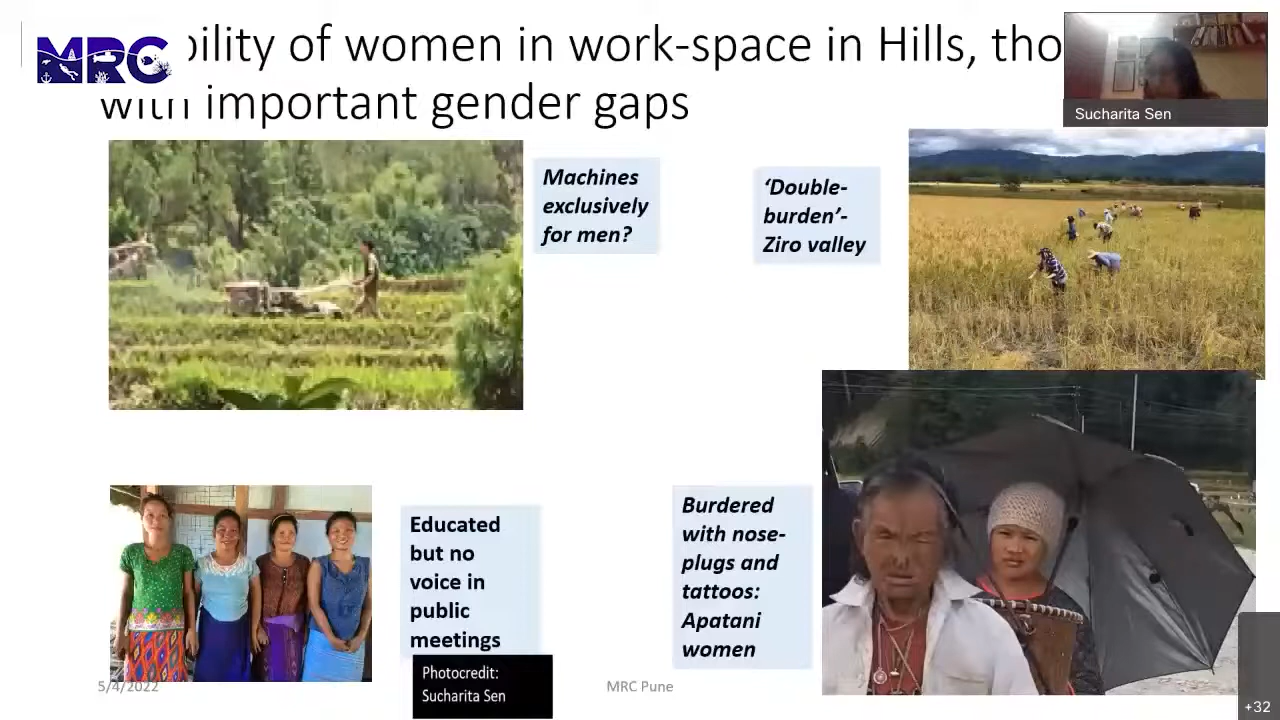 MRC
bility of women in work-space in Hills, tho
with important gender gaps
Sucharita Sen
Machines
exclusively
for men?
‘Double-
burden’-
Ziro valley
Educated
but no
voice in
public
meetings
Burdered
with nose-
plugs and
tattoos:
Apatani
women
Photocredit:
Sucharita Sen
5/4/2022
MRC Pune
+32